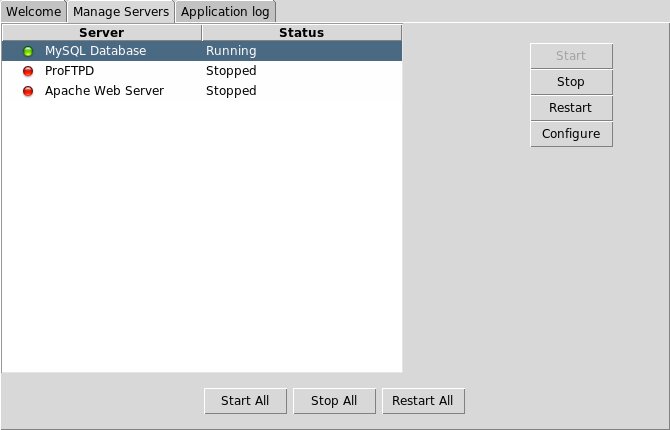 Welcome Manage Servers Application log
Server Status
MySQL Database Running
ProFTPD Stopped
Apache Web Server Stopped
Start
Stop
Restart
Configure
Start All Stop All Restart All